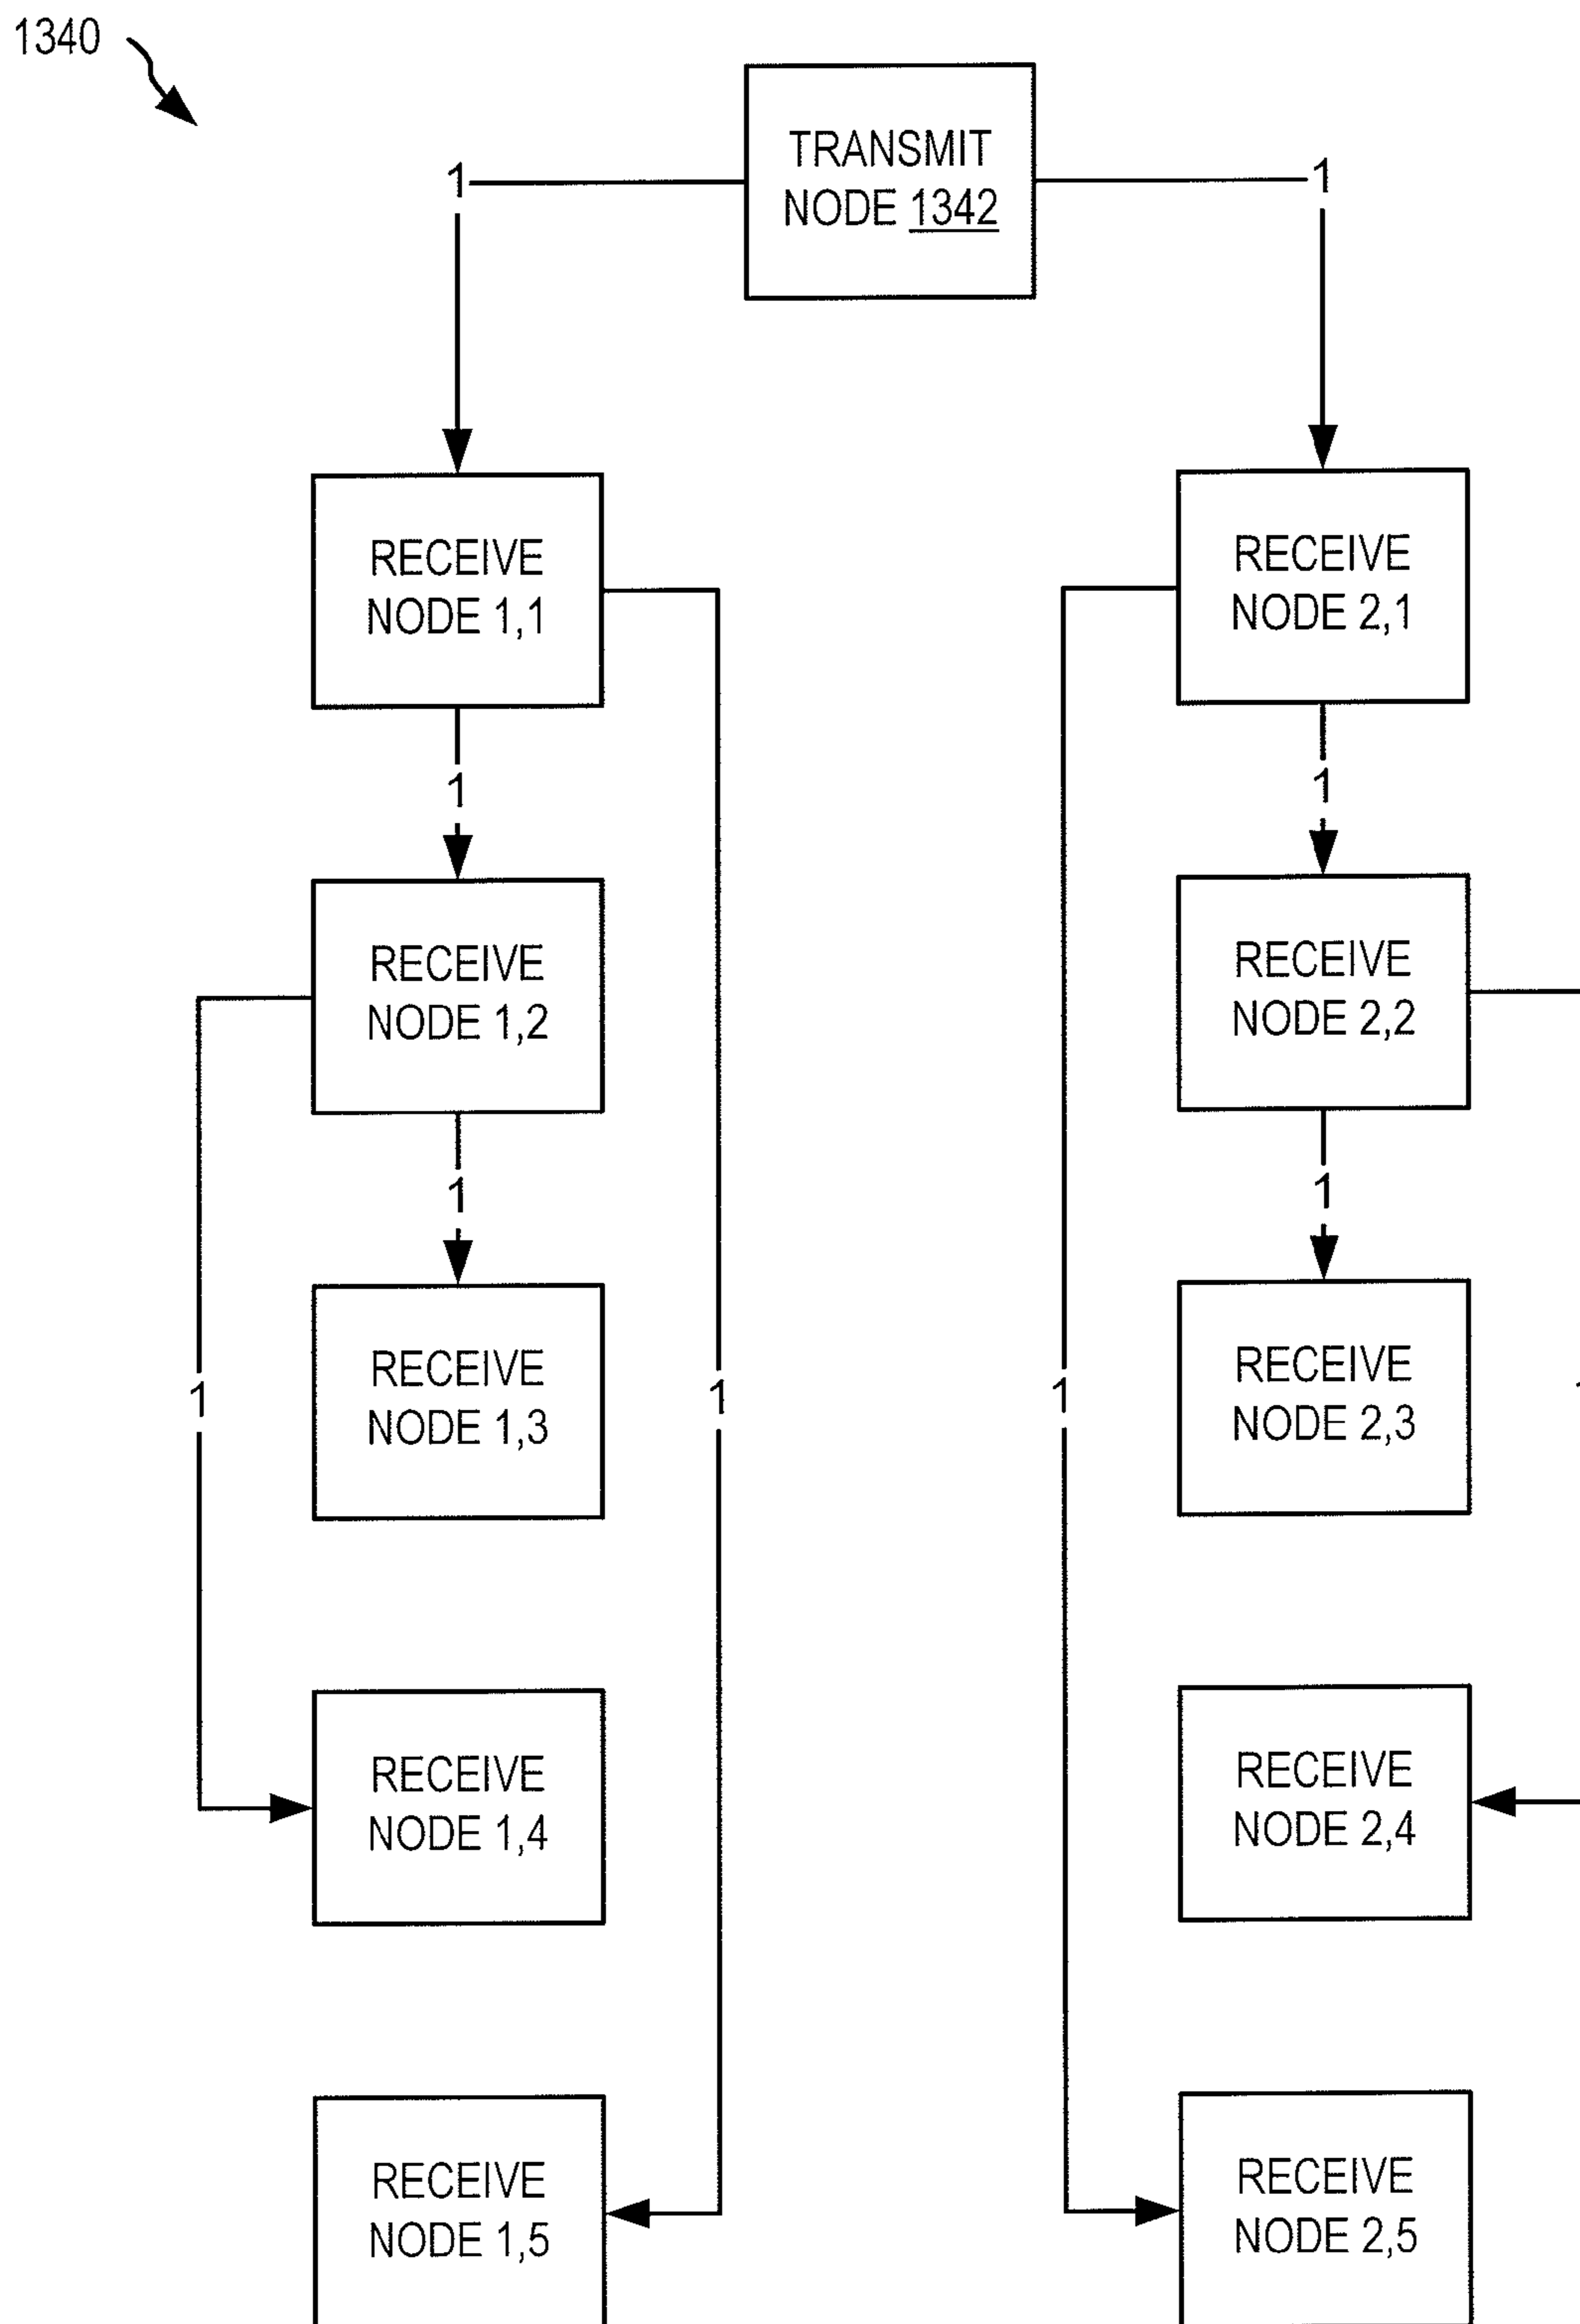 1340
TRANSMIT
NODE 1342
1
1
RECEIVE
NODE 1,1
RECEIVE
NODE 2,1
1
1
RECEIVE
NODE 1,2
RECEIVE
NODE 2,2
1
1
RECEIVE
NODE 1,3
RECEIVE
NODE 2,3
1
1
1
RECEIVE
NODE 1,4
RECEIVE
NODE 2,4
RECEIVE
NODE 1,5
RECEIVE
NODE 2,5